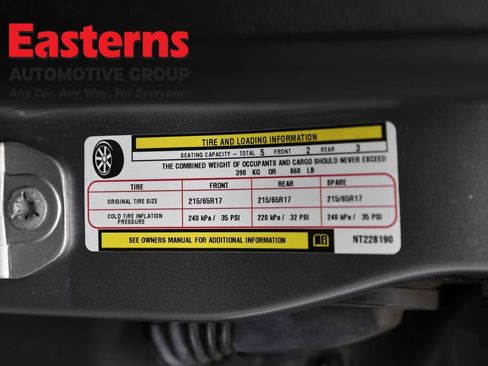 Easterns
AUTOMOTIVE GROUP
Any Car, Any Way, For Everyone
TIRE AND LOADING INFORMATION
SEATING CAPACITY - TOTAL 5 FRONT 2 REAR 3
THE COMBINED WEIGHT OF OCCUPANTS AND CARGO SHOULD NEVER EXCEED
390 KG OR 860 LB
TIRE FRONT REAR SPARE
ORIGINAL TIRE SIZE 215/65R17 215/65R17 215/65R17
COLD TIRE INFLATION PRESSURE 240 kPa / 35 PSI 220 kPa / 32 PSI 240 kPa / 35 PSI
SEE OWNERS MANUAL FOR ADDITIONAL INFORMATION NT228190